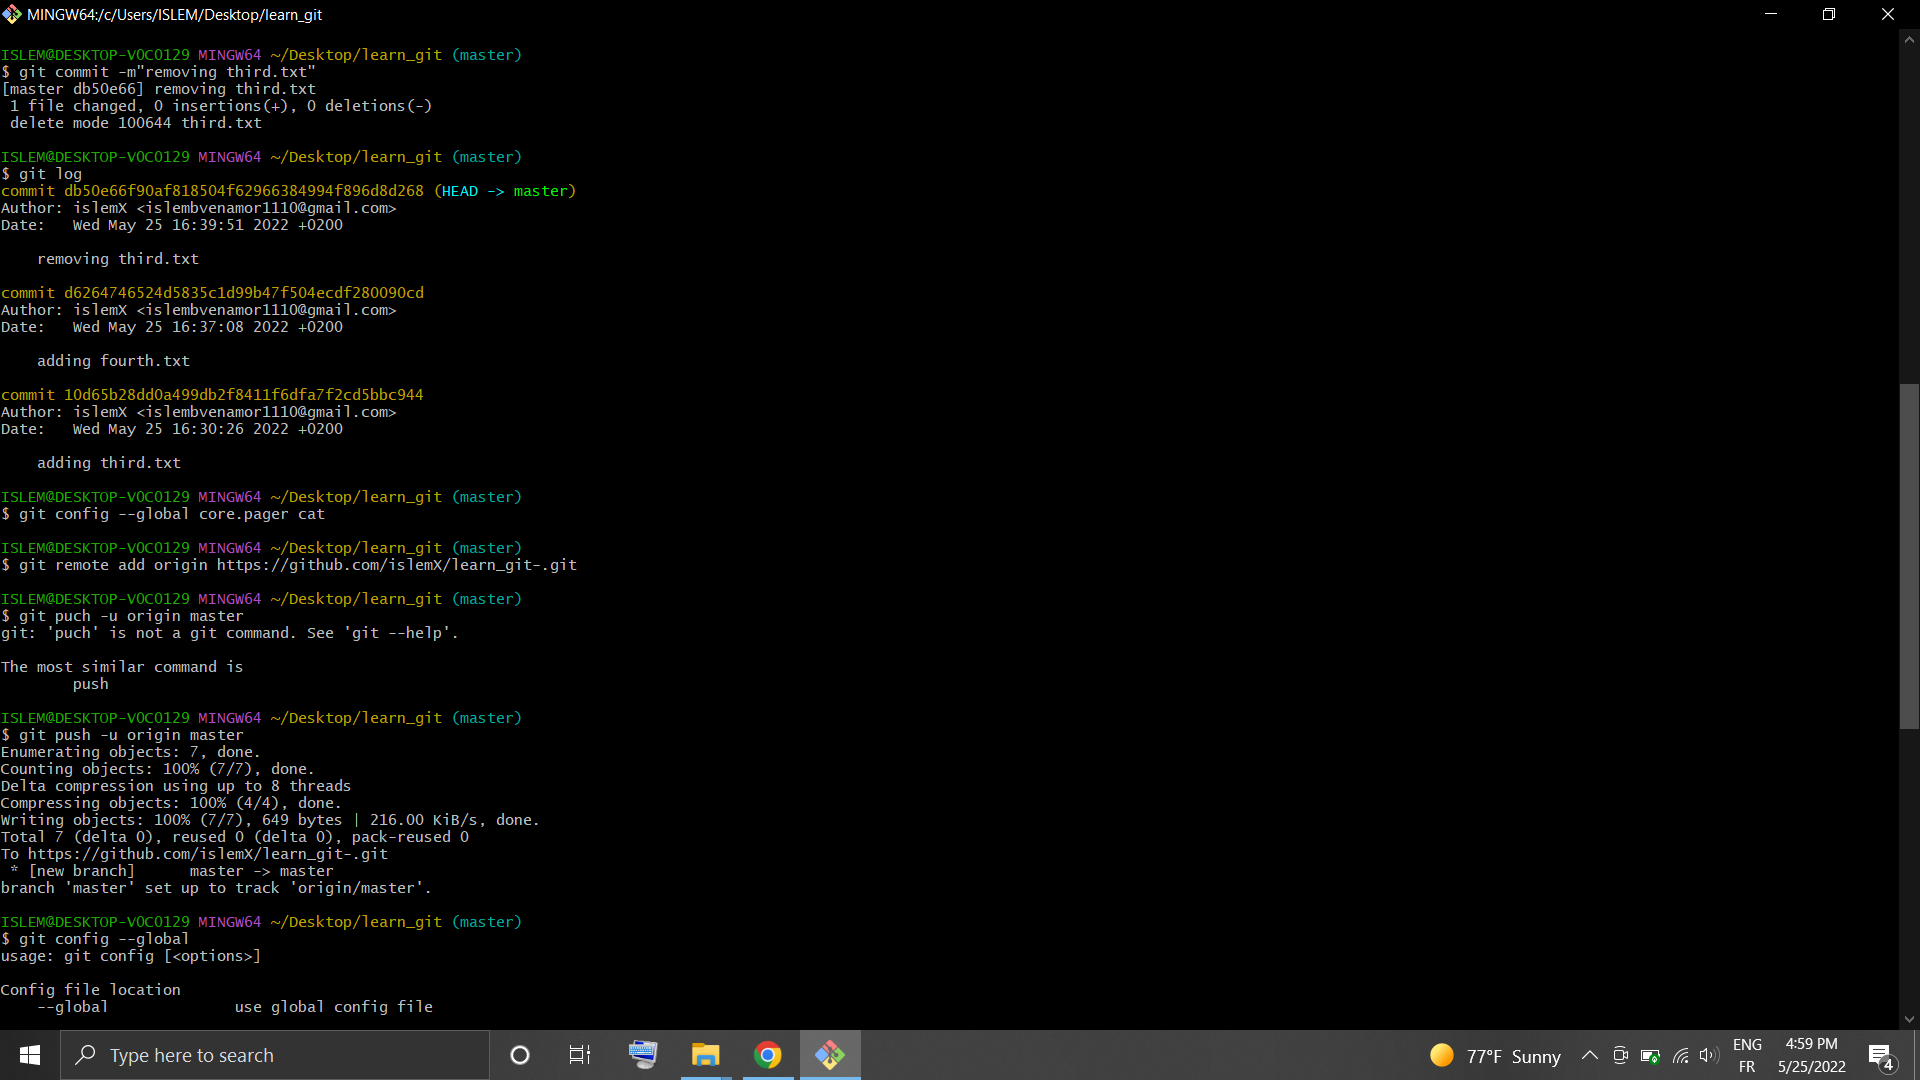 MINGW64:/c/Users/ISLEM/Desktop/learn_git
ISLEM@DESKTOP-VOCO129 MINGW64 ~/Desktop/learn_git (master)
$ git commit -m"removing third.txt"
[master db50e66] removing third.txt
 1 file changed, 0 insertions(+), 0 deletions(-)
 delete mode 100644 third.txt
ISLEM@DESKTOP-VOCO129 MINGW64 ~/Desktop/learn_git (master)
$ git log
commit db50e66f90af818504f62966384994f896d8d268 (HEAD -> master)
Author: islemX <islembvenamor1110@gmail.com>
Date:   Wed May 25 16:39:51 2022 +0200
    removing third.txt
commit d6264746524d5835c1d99b47f504ecdf280090cd
Author: islemX <islembvenamor1110@gmail.com>
Date:   Wed May 25 16:37:08 2022 +0200
    adding fourth.txt
commit 10d65b28dd0a499db2f8411f6dfa7f2cd5bbc944
Author: islemX <islembvenamor1110@gmail.com>
Date:   Wed May 25 16:30:26 2022 +0200
    adding third.txt
ISLEM@DESKTOP-VOCO129 MINGW64 ~/Desktop/learn_git (master)
$ git config --global core.pager cat
ISLEM@DESKTOP-VOCO129 MINGW64 ~/Desktop/learn_git (master)
$ git remote add origin https://github.com/islemX/learn_git-.git
ISLEM@DESKTOP-VOCO129 MINGW64 ~/Desktop/learn_git (master)
$ git puch -u origin master
git: 'puch' is not a git command. See 'git --help'.
The most similar command is
        push
ISLEM@DESKTOP-VOCO129 MINGW64 ~/Desktop/learn_git (master)
$ git push -u origin master
Enumerating objects: 7, done.
Counting objects: 100% (7/7), done.
Delta compression using up to 8 threads
Compressing objects: 100% (4/4), done.
Writing objects: 100% (7/7), 649 bytes | 216.00 KiB/s, done.
Total 7 (delta 0), reused 0 (delta 0), pack-reused 0
To https://github.com/islemX/learn_git-.git
 * [new branch]      master -> master
branch 'master' set up to track 'origin/master'.
ISLEM@DESKTOP-VOCO129 MINGW64 ~/Desktop/learn_git (master)
$ git config --global
usage: git config [<options>]
Config file location
    --global              use global config file
Type here to search
77°F Sunny
ENG
FR
4:59 PM
5/25/2022
4